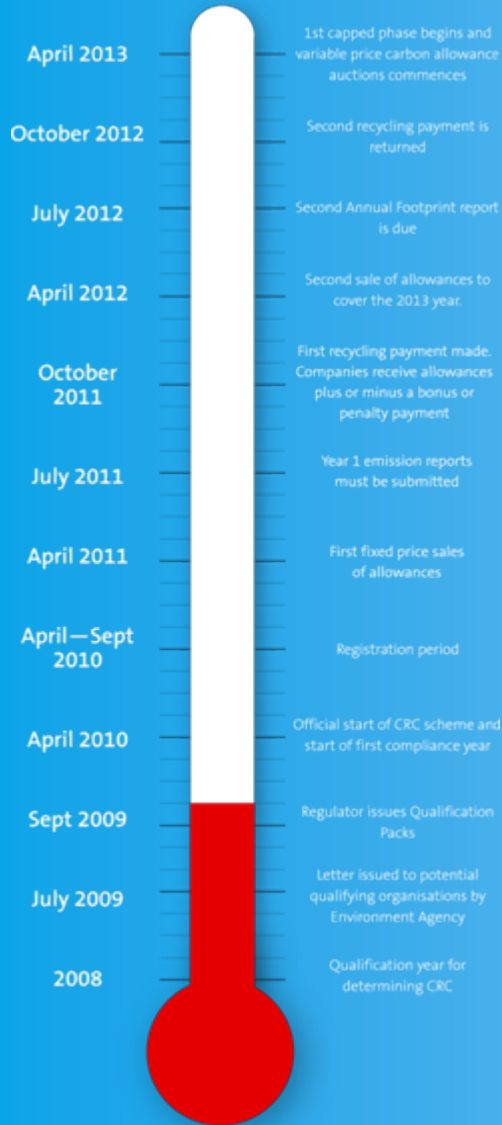 April 2013
1st capped phase begins and
variable price carbon allowance
auctions commences
October 2012
Second recycling payment is
returned
July 2012
Second Annual Footprint report
is due
April 2012
Second sale of allowances to
cover the 2013 year.
October
2011
First recycling payment made.
Companies receive allowances
plus or minus a bonus or
penalty payment
July 2011
Year 1 emission reports
must be submitted
April 2011
First fixed price sales
of allowances
April—Sept
2010
Registration period
April 2010
Official start of CRC scheme and
start of first compliance year
Sept 2009
Regulator issues Qualification
Packs
July 2009
Letter issued to potential
qualifying organisations by
Environment Agency
2008
Qualification year for
determining CRC